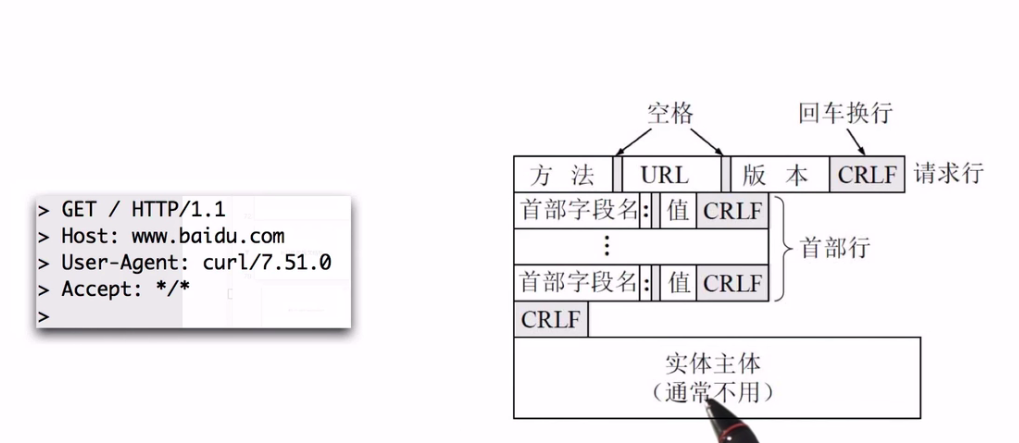 > GET / HTTP/1.1
> Host: www.baidu.com
> User-Agent: curl/7.51.0
> Accept: */*
>
空格 回车换行
方 法 URL 版 本 CRLF 请求行
首部字段名 : 值 CRLF
⋮ 首部行
首部字段名 : 值 CRLF
CRLF
实体主体
（通常不用）